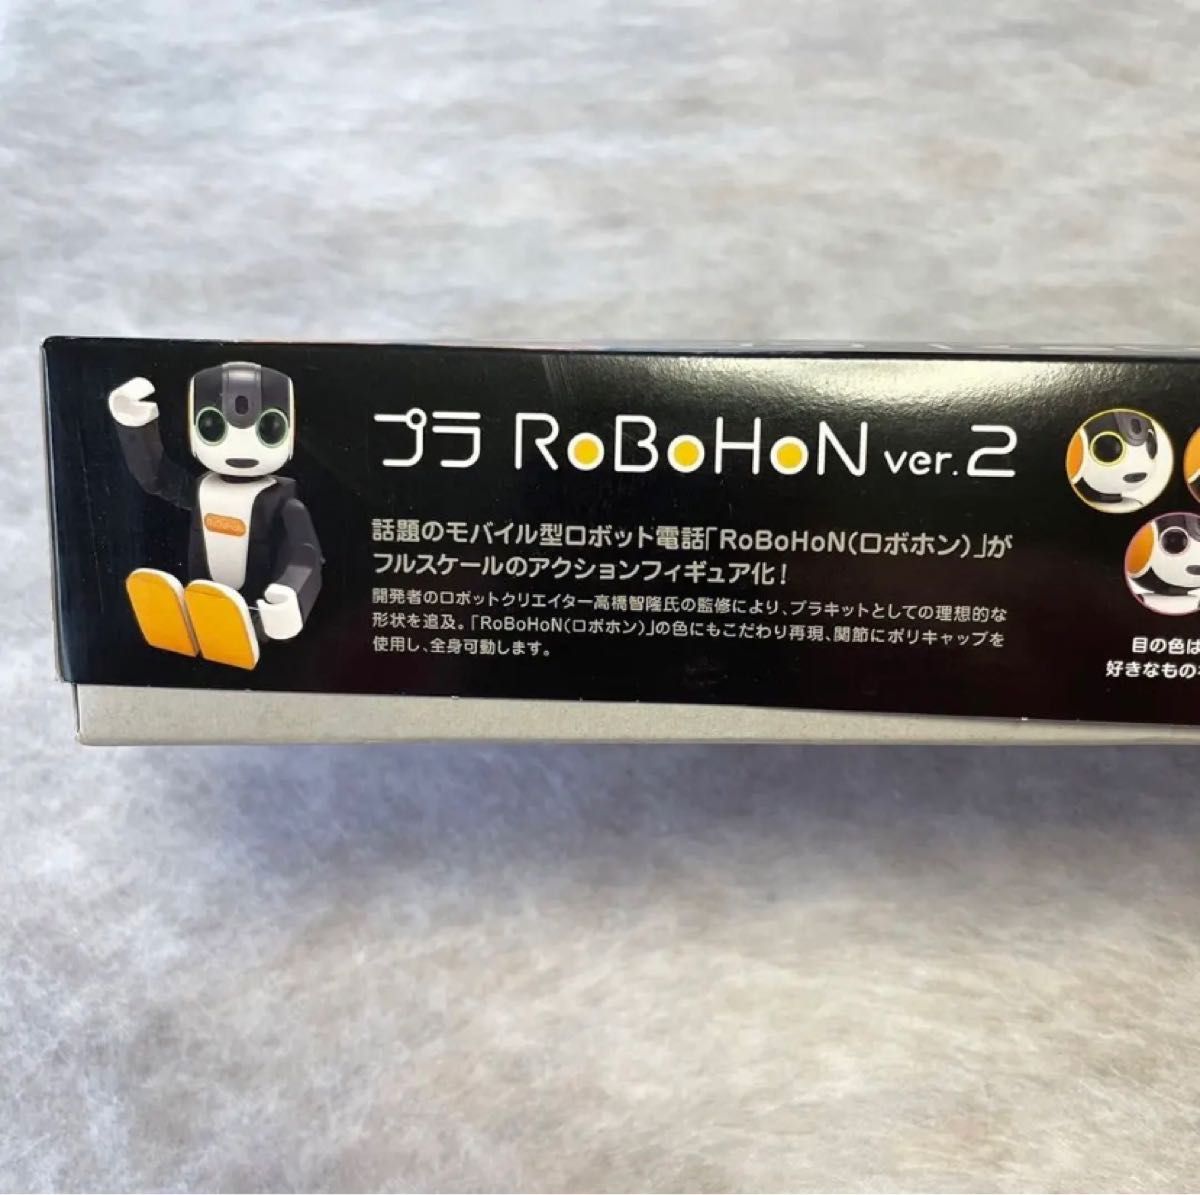 プラ RoBoHoN ver.2
話題のモバイル型ロボット電話「RoBoHoN(ロボホン)」が
フルスケールのアクションフィギュア化!
開発者のロボットクリエイター高橋智隆氏の監修により、プラキットとしての理想的な
形状を追及。「RoBoHoN(ロボホン)」の色にもこだわり再現、関節にポリキャップを
使用し、全身可動します。
目の色は
好きなもの
RoBoHoN